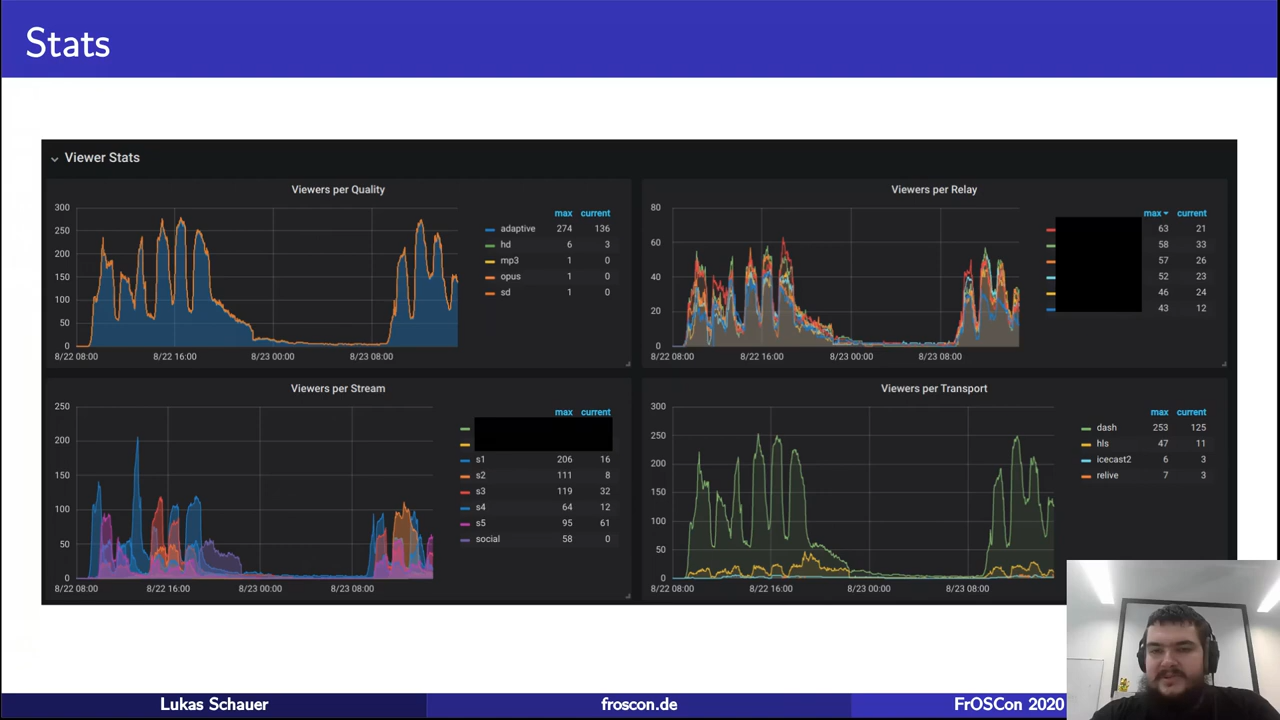 Stats
Viewer Stats
Viewers per Quality
300
250
200
150
100
50
0
8/22 08:00 8/22 16:00 8/23 00:00 8/23 08:00
max current
adaptive 274 136
hd 6 3
mp3 1 0
opus 1 0
sd 1 0
Viewers per Relay
80
60
40
20
0
8/22 08:00 8/22 16:00 8/23 00:00 8/23 08:00
max current
63 21
58 33
57 26
52 23
46 24
43 12
Viewers per Stream
250
200
150
100
50
0
8/22 08:00 8/22 16:00 8/23 00:00 8/23 08:00
max current
s1 206 16
s2 111 8
s3 119 32
s4 64 12
s5 95 61
social 58 0
Viewers per Transport
300
250
200
150
100
50
0
8/22 08:00 8/22 16:00 8/23 00:00 8/23 08:00
max current
dash 253 125
hls 47 11
icecast2 6 3
relive 7 3
Lukas Schauer froscon.de FrOSCon 2020